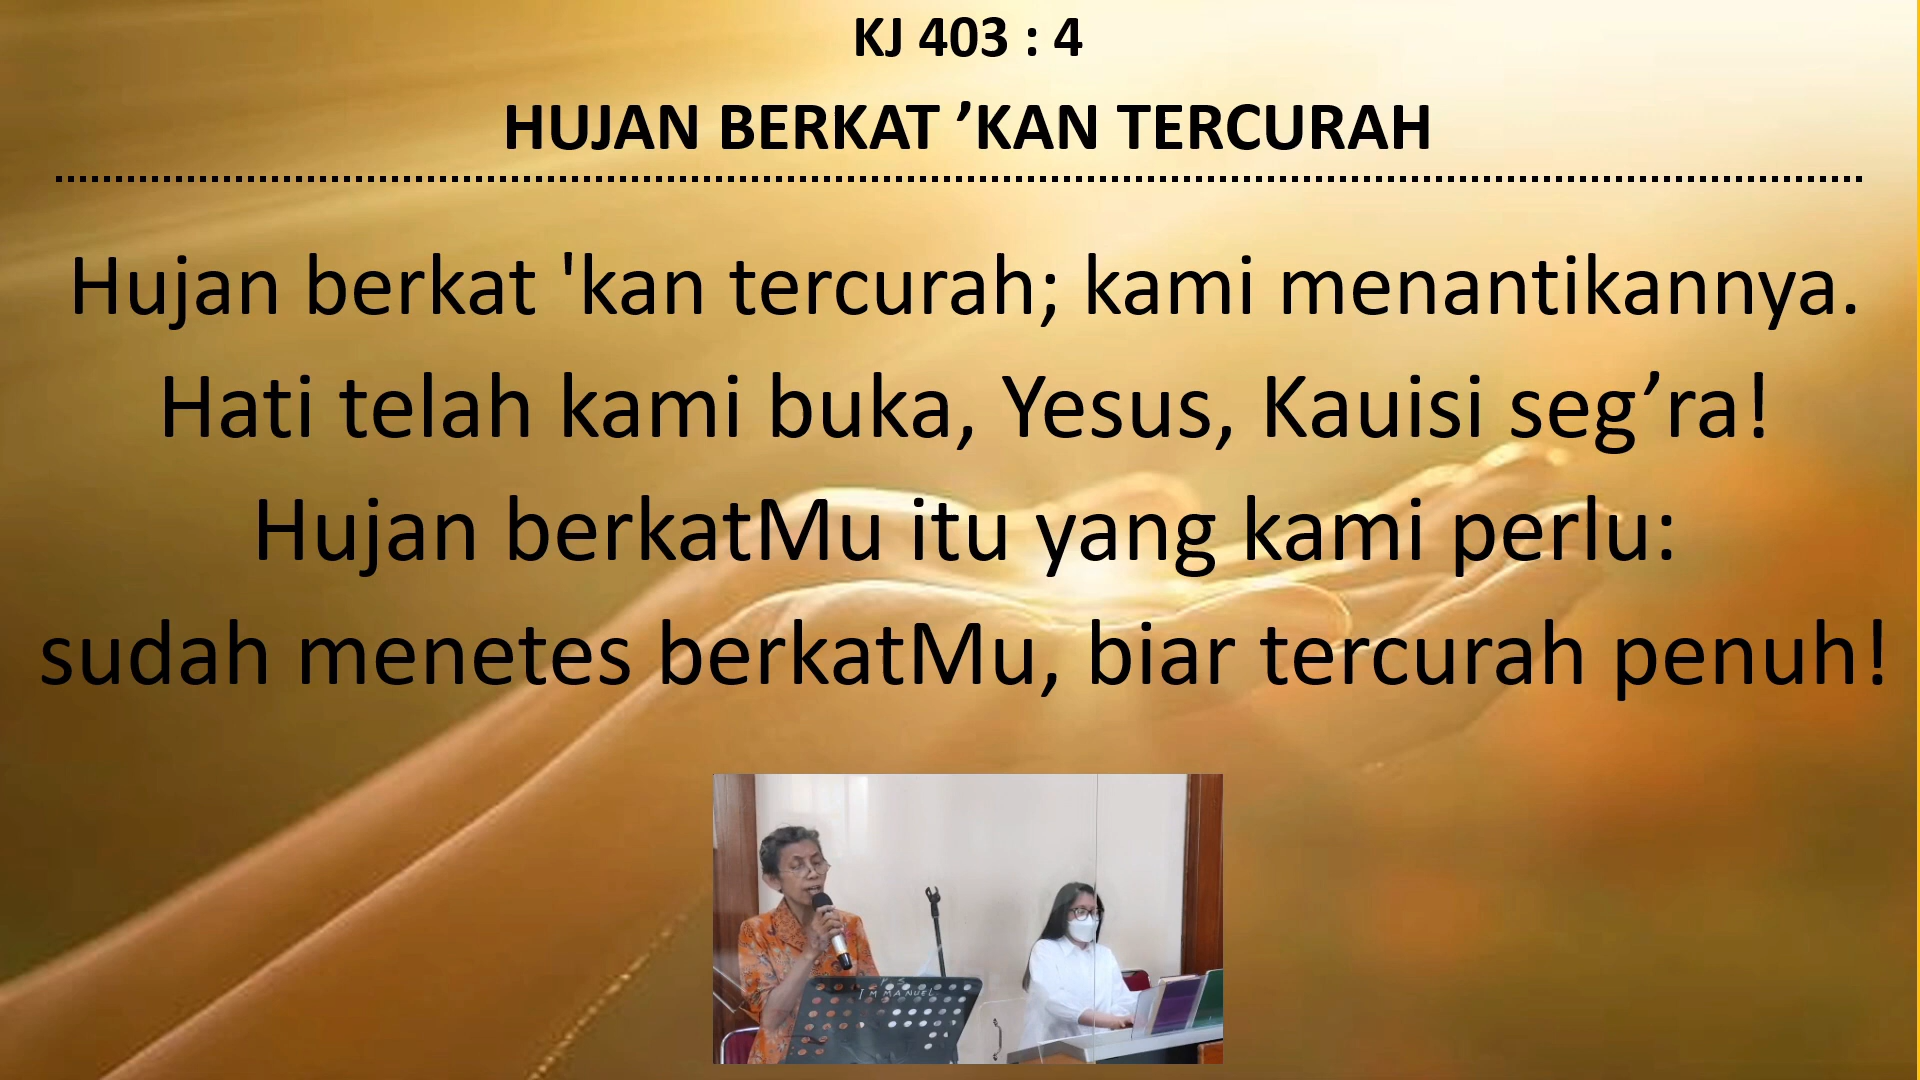 KJ 403 : 4
HUJAN BERKAT ’KAN TERCURAH
Hujan berkat 'kan tercurah; kami menantikannya.
Hati telah kami buka, Yesus, Kauisi seg’ra!
Hujan berkatMu itu yang kami perlu:
sudah menetes berkatMu, biar tercurah penuh!
IMMANUEL